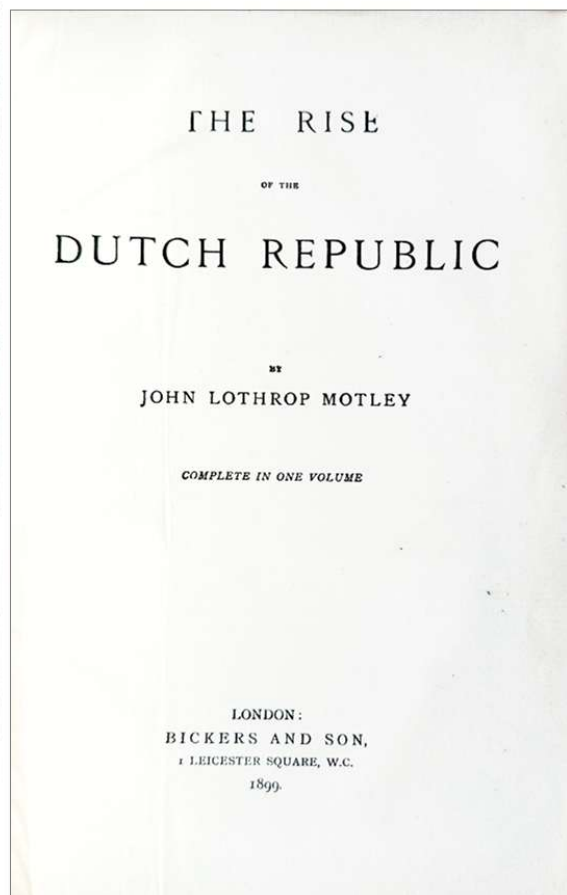 THE RISE
OF THE
DUTCH REPUBLIC
BY
JOHN LOTHROP MOTLEY
COMPLETE IN ONE VOLUME
LONDON:
BICKERS AND SON,
1 LEICESTER SQUARE, W.C.
1899.